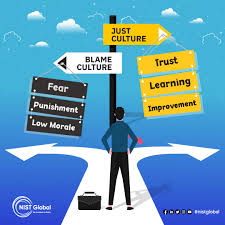 JUST
CULTURE
BLAME
CULTURE
Trust
Learning
Improvement
Fear
Punishment
Low Morale
NIST Global
@nistglobal